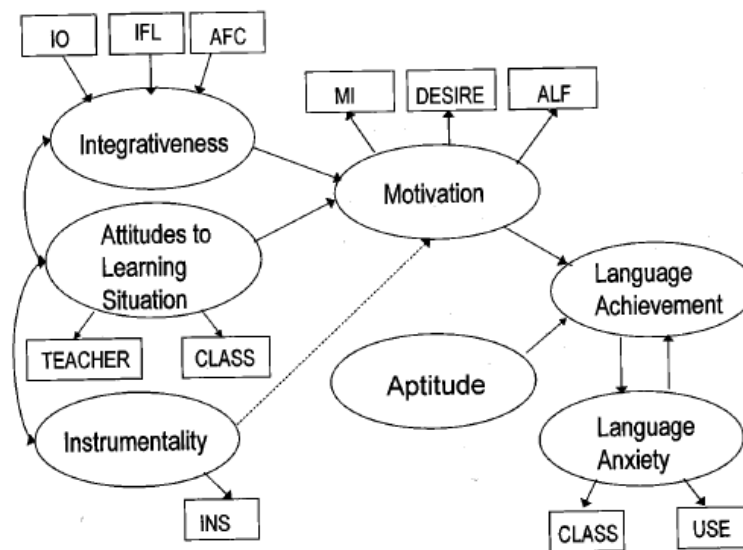 IO
IFL
AFC
MI
DESIRE
ALF
Integrativeness
Motivation
Attitudes to
Learning
Situation
Language
Achievement
TEACHER
CLASS
Aptitude
Instrumentality
Language
Anxiety
INS
CLASS
USE